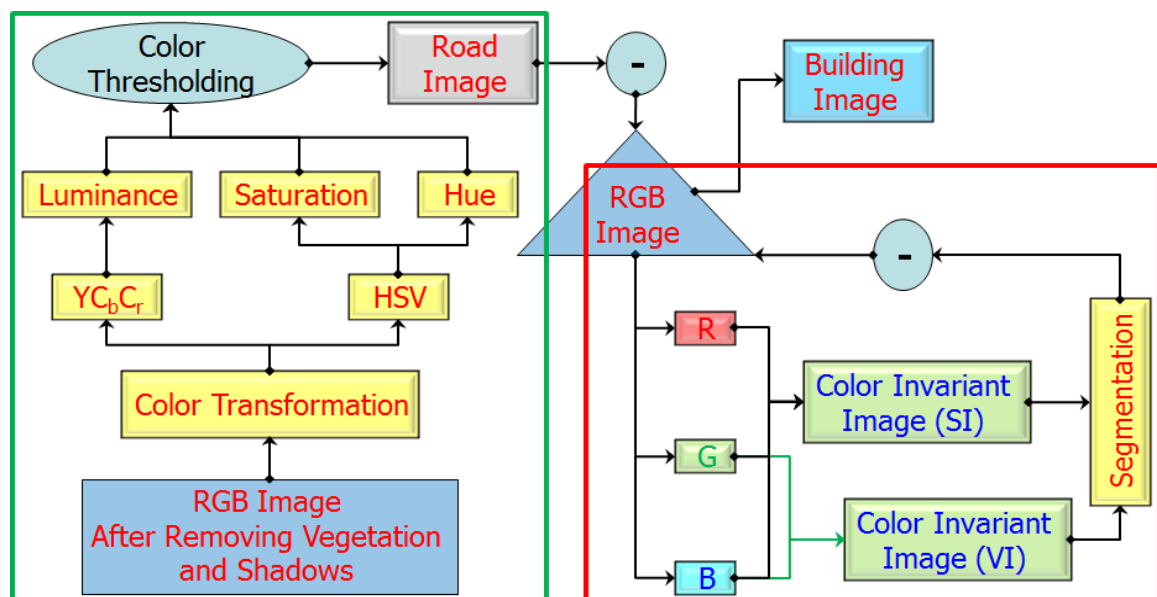 Color
Thresholding
Road
Image
-
Building
Image
Luminance
Saturation
Hue
RGB
Image
-
YCbCr
HSV
R
Color Transformation
Color Invariant
Image (SI)
Segmentation
G
RGB Image
After Removing Vegetation
and Shadows
Color Invariant
Image (VI)
B